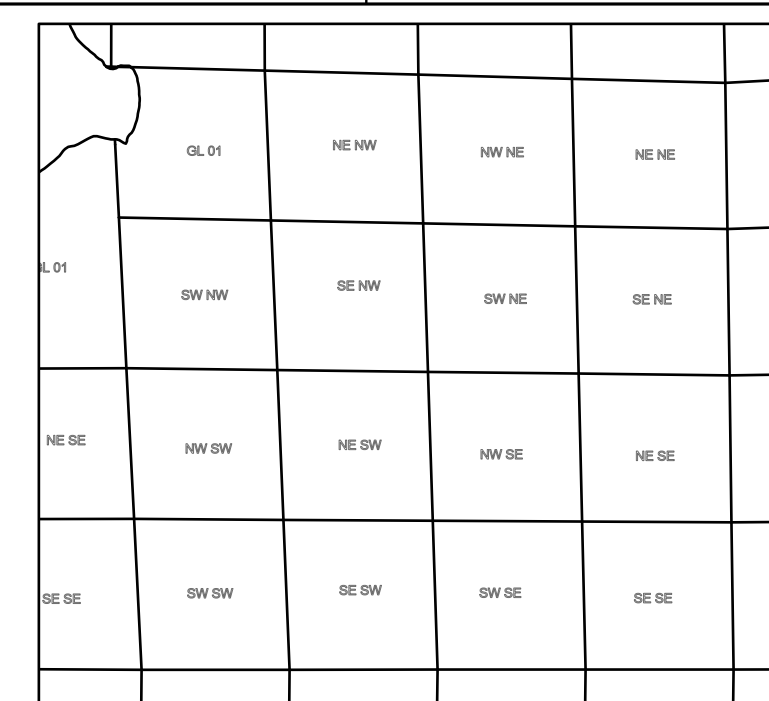 GL 01
NE NW
NW NE
NE NE
L 01
SW NW
SE NW
SW NE
SE NE
NE SE
NW SW
NE SW
NW SE
NE SE
SE SE
SW SW
SE SW
SW SE
SE SE